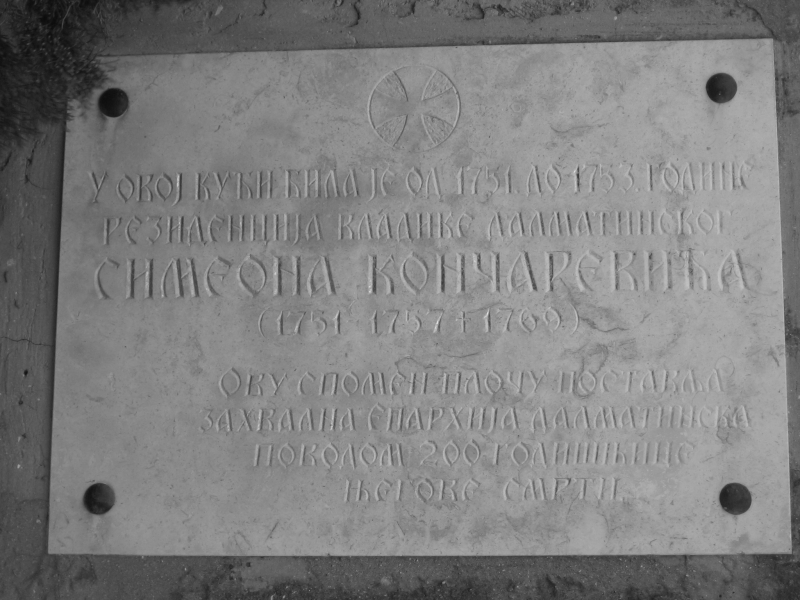 У ОВОЈ КУЋИ БИЛА ЈЕ ОД 1751. ДО 1753. ГОДИНЕ
РЕЗИДЕНЦИЈА ВЛАДИКЕ ДАЛМАТИНСКОГ
СИМЕОНА КОНЧАРЕВИЋА
(1751 1757 + 1769.)
ОВУ СПОМЕН ПЛОЧУ ПОСТАВЉА
ЗАХВАЛНА ЕПАРХИЈА ДАЛМАТИНСКА
ПОВОДОМ 200 ГОДИШЊИЦЕ
ЊЕГОВЕ СМРТИ.